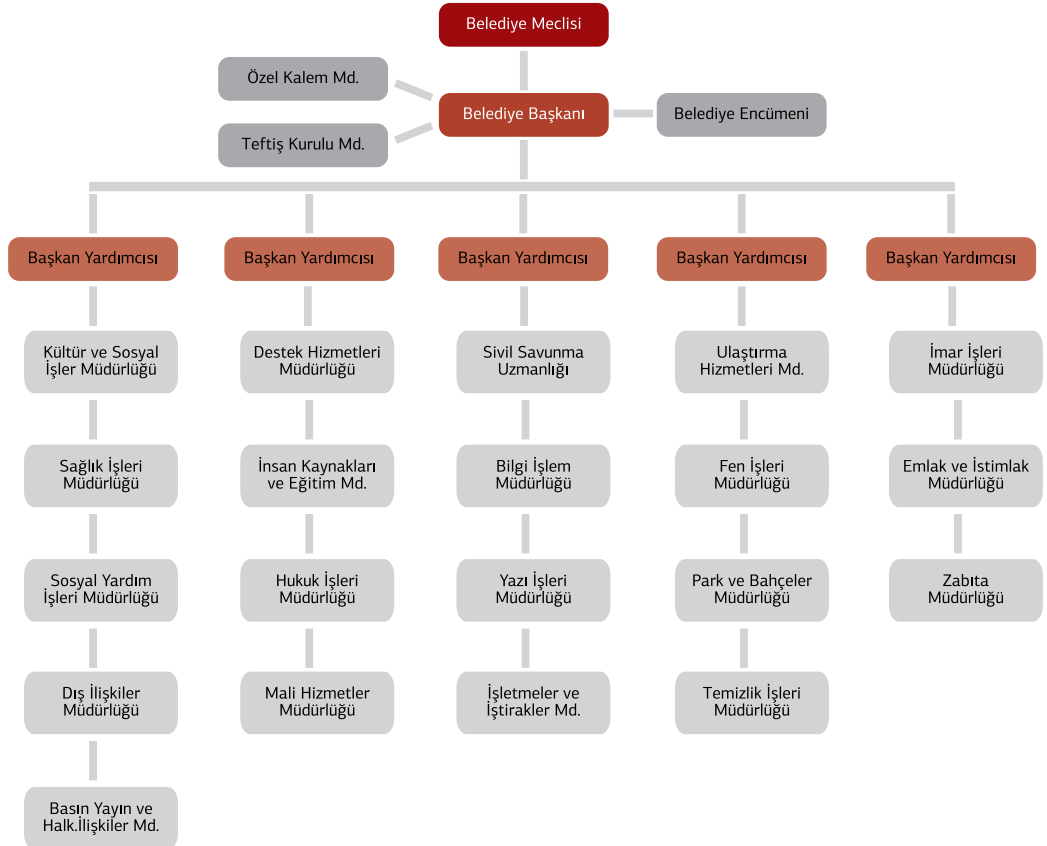 Belediye Meclisi
Özel Kalem Md.
Belediye Başkanı
Belediye Encümeni
Teftiş Kurulu Md.
Başkan Yardımcısı
Başkan Yardımcısı
Başkan Yardımcısı
Başkan Yardımcısı
Başkan Yardımcısı
Kültür ve Sosyal
İşler Müdürlüğü
Destek Hizmetleri
Müdürlüğü
Sivil Savunma
Uzmanlığı
Ulaştırma
Hizmetleri Md.
İmar İşleri
Müdürlüğü
Sağlık İşleri
Müdürlüğü
İnsan Kaynakları
ve Eğitim Md.
Bilgi İşlem
Müdürlüğü
Fen İşleri
Müdürlüğü
Emlak ve İstimlak
Müdürlüğü
Sosyal Yardım
İşleri Müdürlüğü
Hukuk İşleri
Müdürlüğü
Yazı İşleri
Müdürlüğü
Park ve Bahçeler
Müdürlüğü
Zabıta
Müdürlüğü
Dış İlişkiler
Müdürlüğü
Mali Hizmetler
Müdürlüğü
İşletmeler ve
İştirakler Md.
Temizlik İşleri
Müdürlüğü
Basın Yayın ve
Halk.İlişkiler Md.